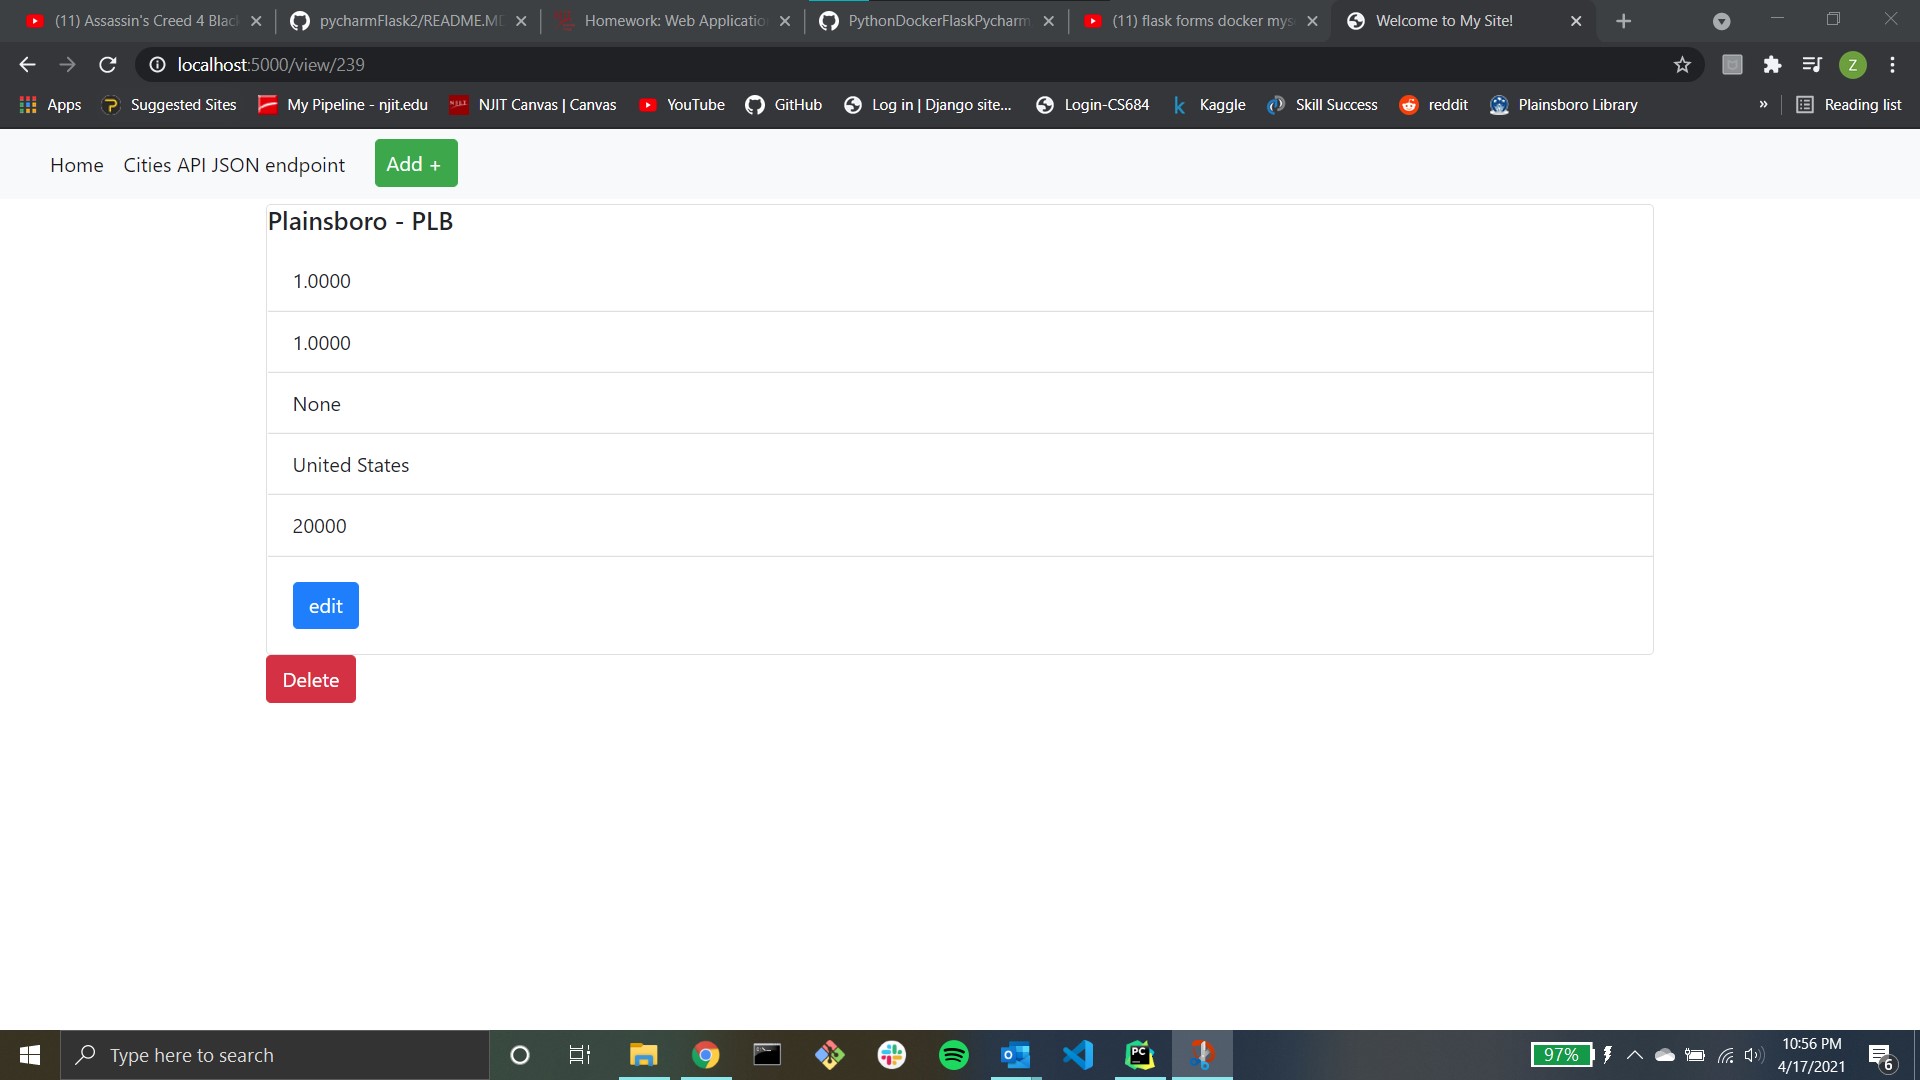 (11) Assassin's Creed 4 Blac
pycharmFlask2/README.M
Homework: Web Applicatio
PythonDockerFlaskPycharm
(11) flask forms docker mys
Welcome to My Site!
localhost:5000/view/239
Z
Apps
Suggested Sites
My Pipeline - njit.edu
NJIT Canvas | Canvas
YouTube
GitHub
Log in | Django site...
Login-CS684
Kaggle
Skill Success
reddit
Plainsboro Library
»
Reading list
Home
Cities API JSON endpoint
Add +
Plainsboro - PLB
1.0000
1.0000
None
United States
20000
edit
Delete
Type here to search
97%
10:56 PM
4/17/2021
6